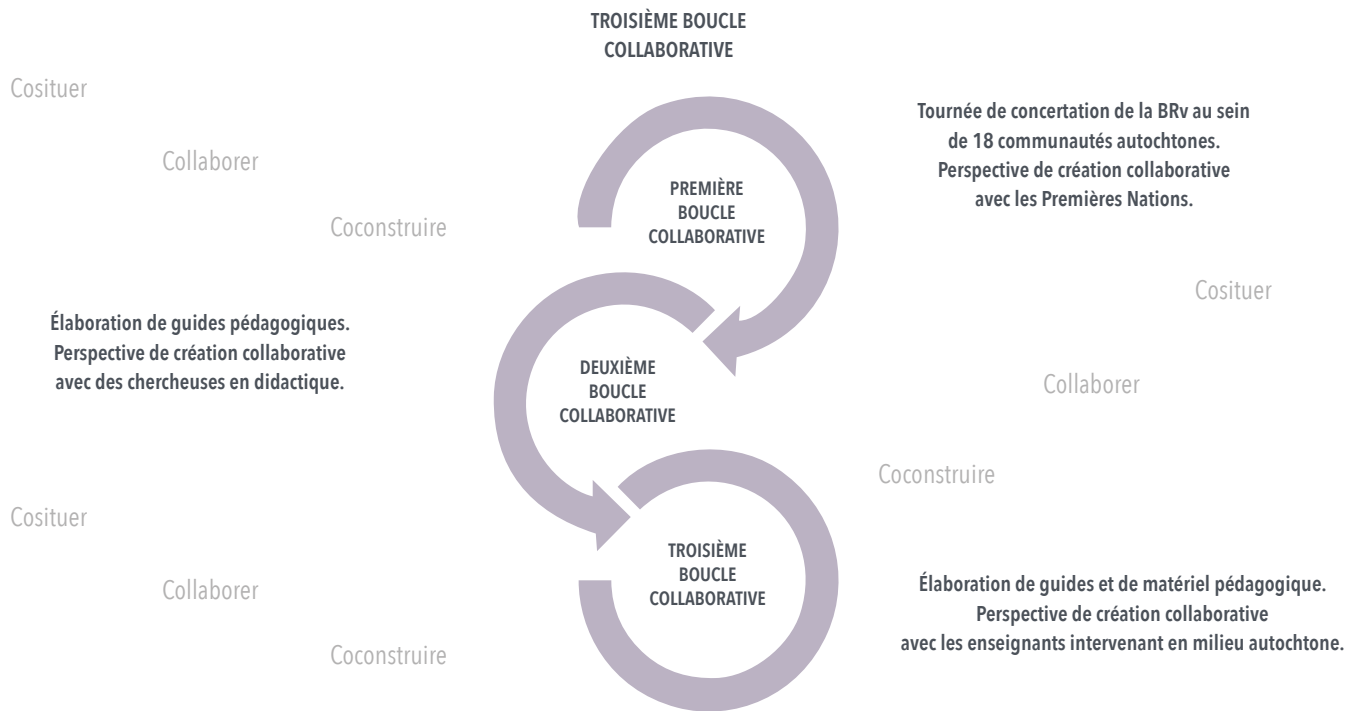 TROISIÈME BOUCLE
COLLABORATIVE
Cosituer
Collaborer
Coconstruire
PREMIÈRE
BOUCLE
COLLABORATIVE
Tournée de concertation de la BRv au sein
de 18 communautés autochtones.
Perspective de création collaborative
avec les Premières Nations.
Élaboration de guides pédagogiques.
Perspective de création collaborative
avec des chercheuses en didactique.
DEUXIÈME
BOUCLE
COLLABORATIVE
Cosituer
Collaborer
Coconstruire
Cosituer
Collaborer
Coconstruire
TROISIÈME
BOUCLE
COLLABORATIVE
Élaboration de guides et de matériel pédagogique.
Perspective de création collaborative
avec les enseignants intervenant en milieu autochtone.